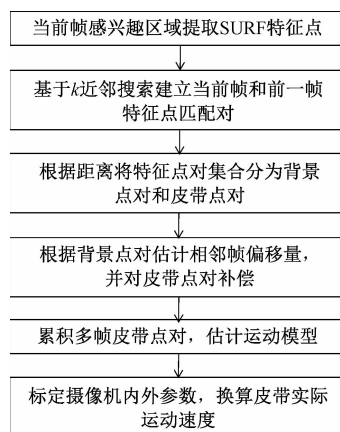 当前帧感兴趣区域提取SURF特征点
基于k近邻搜索建立当前帧和前一帧
特征点匹配对
根据距离将特征点对集合分为背景
点对和皮带点对
根据背景点对估计相邻帧偏移量，
并对皮带点对补偿
累积多帧皮带点对，估计运动模型
标定摄像机内外参数，换算皮带实际
运动速度